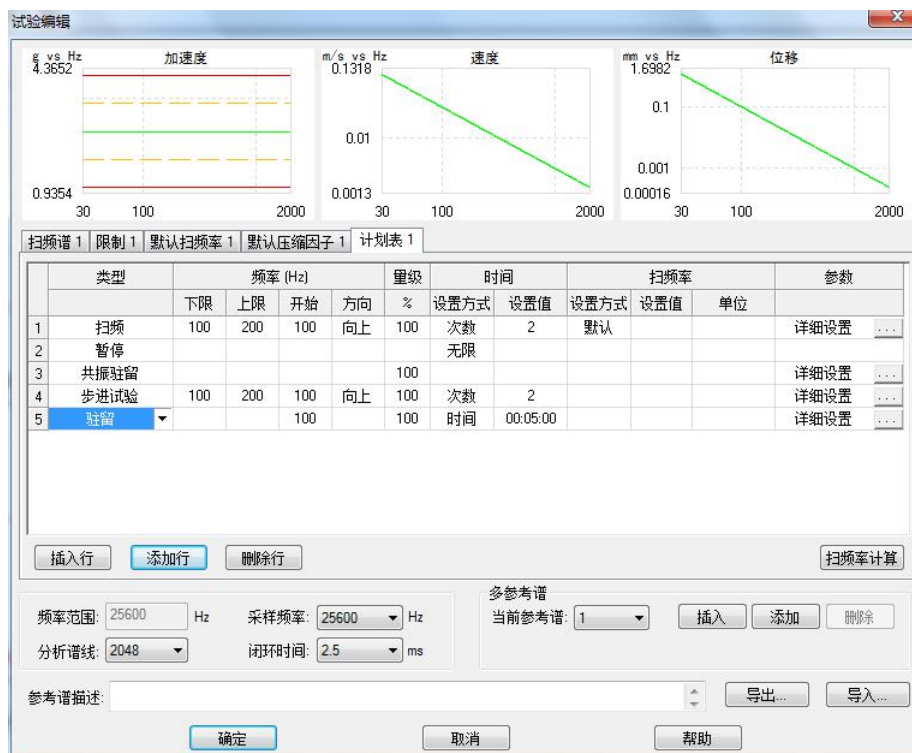 试验编辑
g vs Hz 加速度
4.3652
0.9354
30 100 2000
m/s vs Hz 速度
0.1318
0.01
0.0013
30 100 2000
mm vs Hz 位移
1.6982
0.1
0.001
0.00016
30 100 2000
扫频谱 1 限制 1 默认扫频率 1 默认压缩因子 1 计划表 1
类型 频率 (Hz) 量级 时间 扫频率 参数
下限 上限 开始 方向 % 设置方式 设置值 设置方式 设置值 单位
1 扫频 100 200 100 向上 100 次数 2 默认 详细设置 ...
2 暂停 无限
3 共振驻留 100 详细设置 ...
4 步进试验 100 200 100 向上 100 次数 2 详细设置 ...
5 驻留 100 100 时间 00:05:00 详细设置 ...
插入行 添加行 删除行 扫频率计算
频率范围: 25600 Hz 采样频率: 25600 Hz
分析谱线: 2048 闭环时间: 2.5 ms
多参考谱
当前参考谱: 1 插入 添加 删除
参考谱描述: 导出... 导入...
确定 取消 帮助